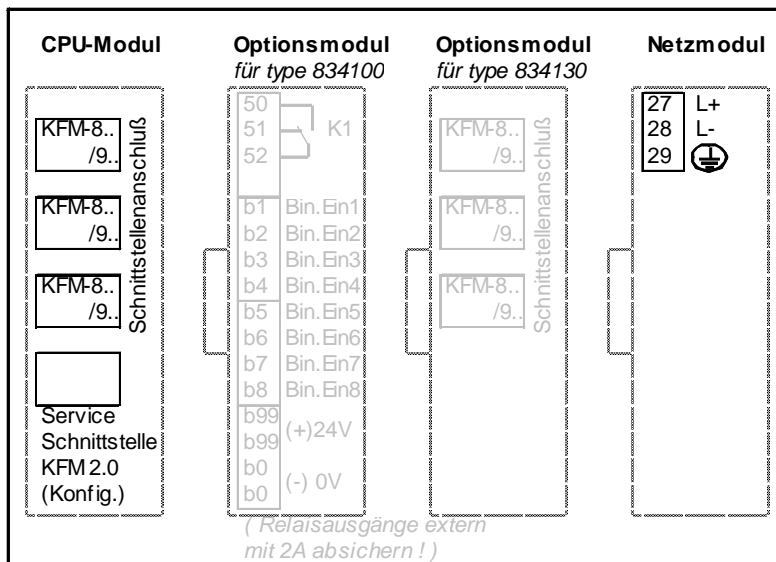 CPU-Modul
KFM-8..
/9..
KFM-8..
/9..
KFM-8..
/9..
Schnittstellenanschluß
Service
Schnittstelle
KFM 2.0
(Konfig.)
Optionsmodul
für type 834100
50
51 K1
52
b1 Bin.Ein1
b2 Bin.Ein2
b3 Bin.Ein3
b4 Bin.Ein4
b5 Bin.Ein5
b6 Bin.Ein6
b7 Bin.Ein7
b8 Bin.Ein8
b99
(+)24V
b99
b0
(-) 0V
b0
( Relaisausgänge extern
mit 2A absichern ! )
Optionsmodul
für type 834130
KFM-8..
/9..
KFM-8..
/9..
KFM-8..
/9..
Schnittstellenanschluß
Netzmodul
27 L+
28 L-
29